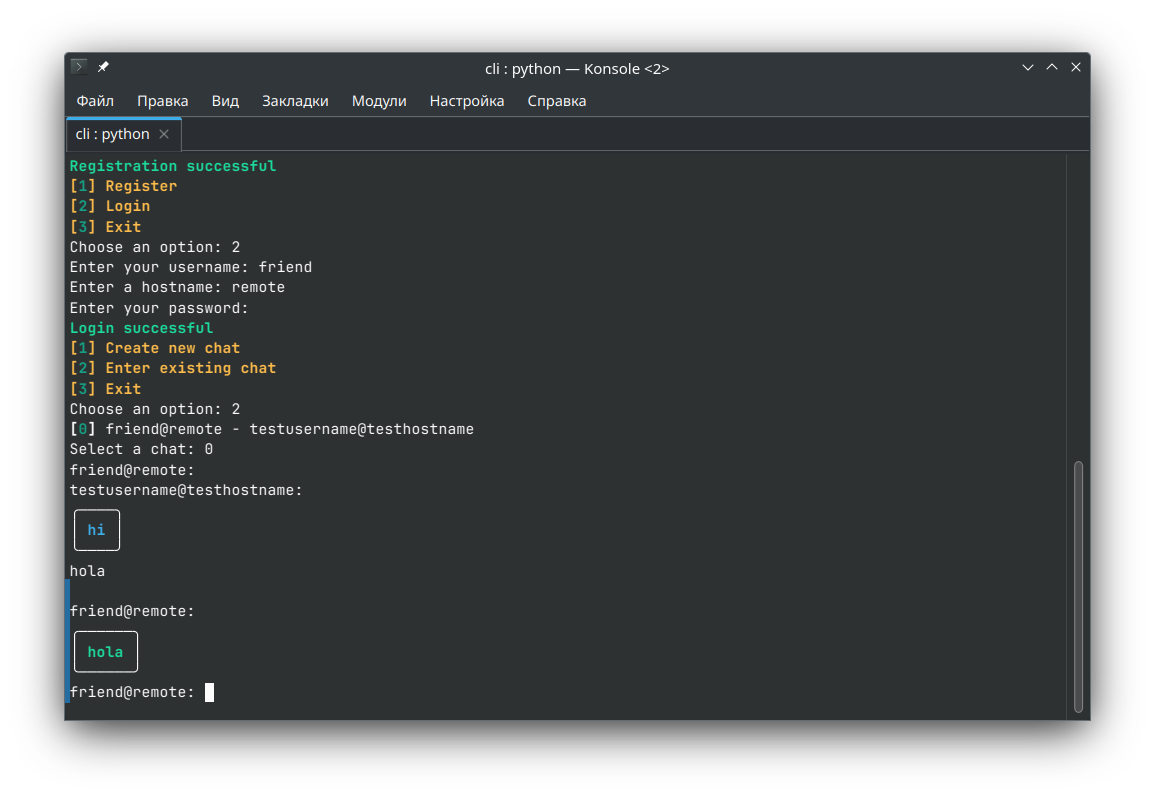 cli : python — Konsole <2>
Файл Правка Вид Закладки Модули Настройка Справка
cli : python
Registration successful
[1] Register
[2] Login
[3] Exit
Choose an option: 2
Enter your username: friend
Enter a hostname: remote
Enter your password:
Login successful
[1] Create new chat
[2] Enter existing chat
[3] Exit
Choose an option: 2
[0] friend@remote - testusername@testhostname
Select a chat: 0
friend@remote:
testusername@testhostname:
hi
hola
friend@remote:
hola
friend@remote: